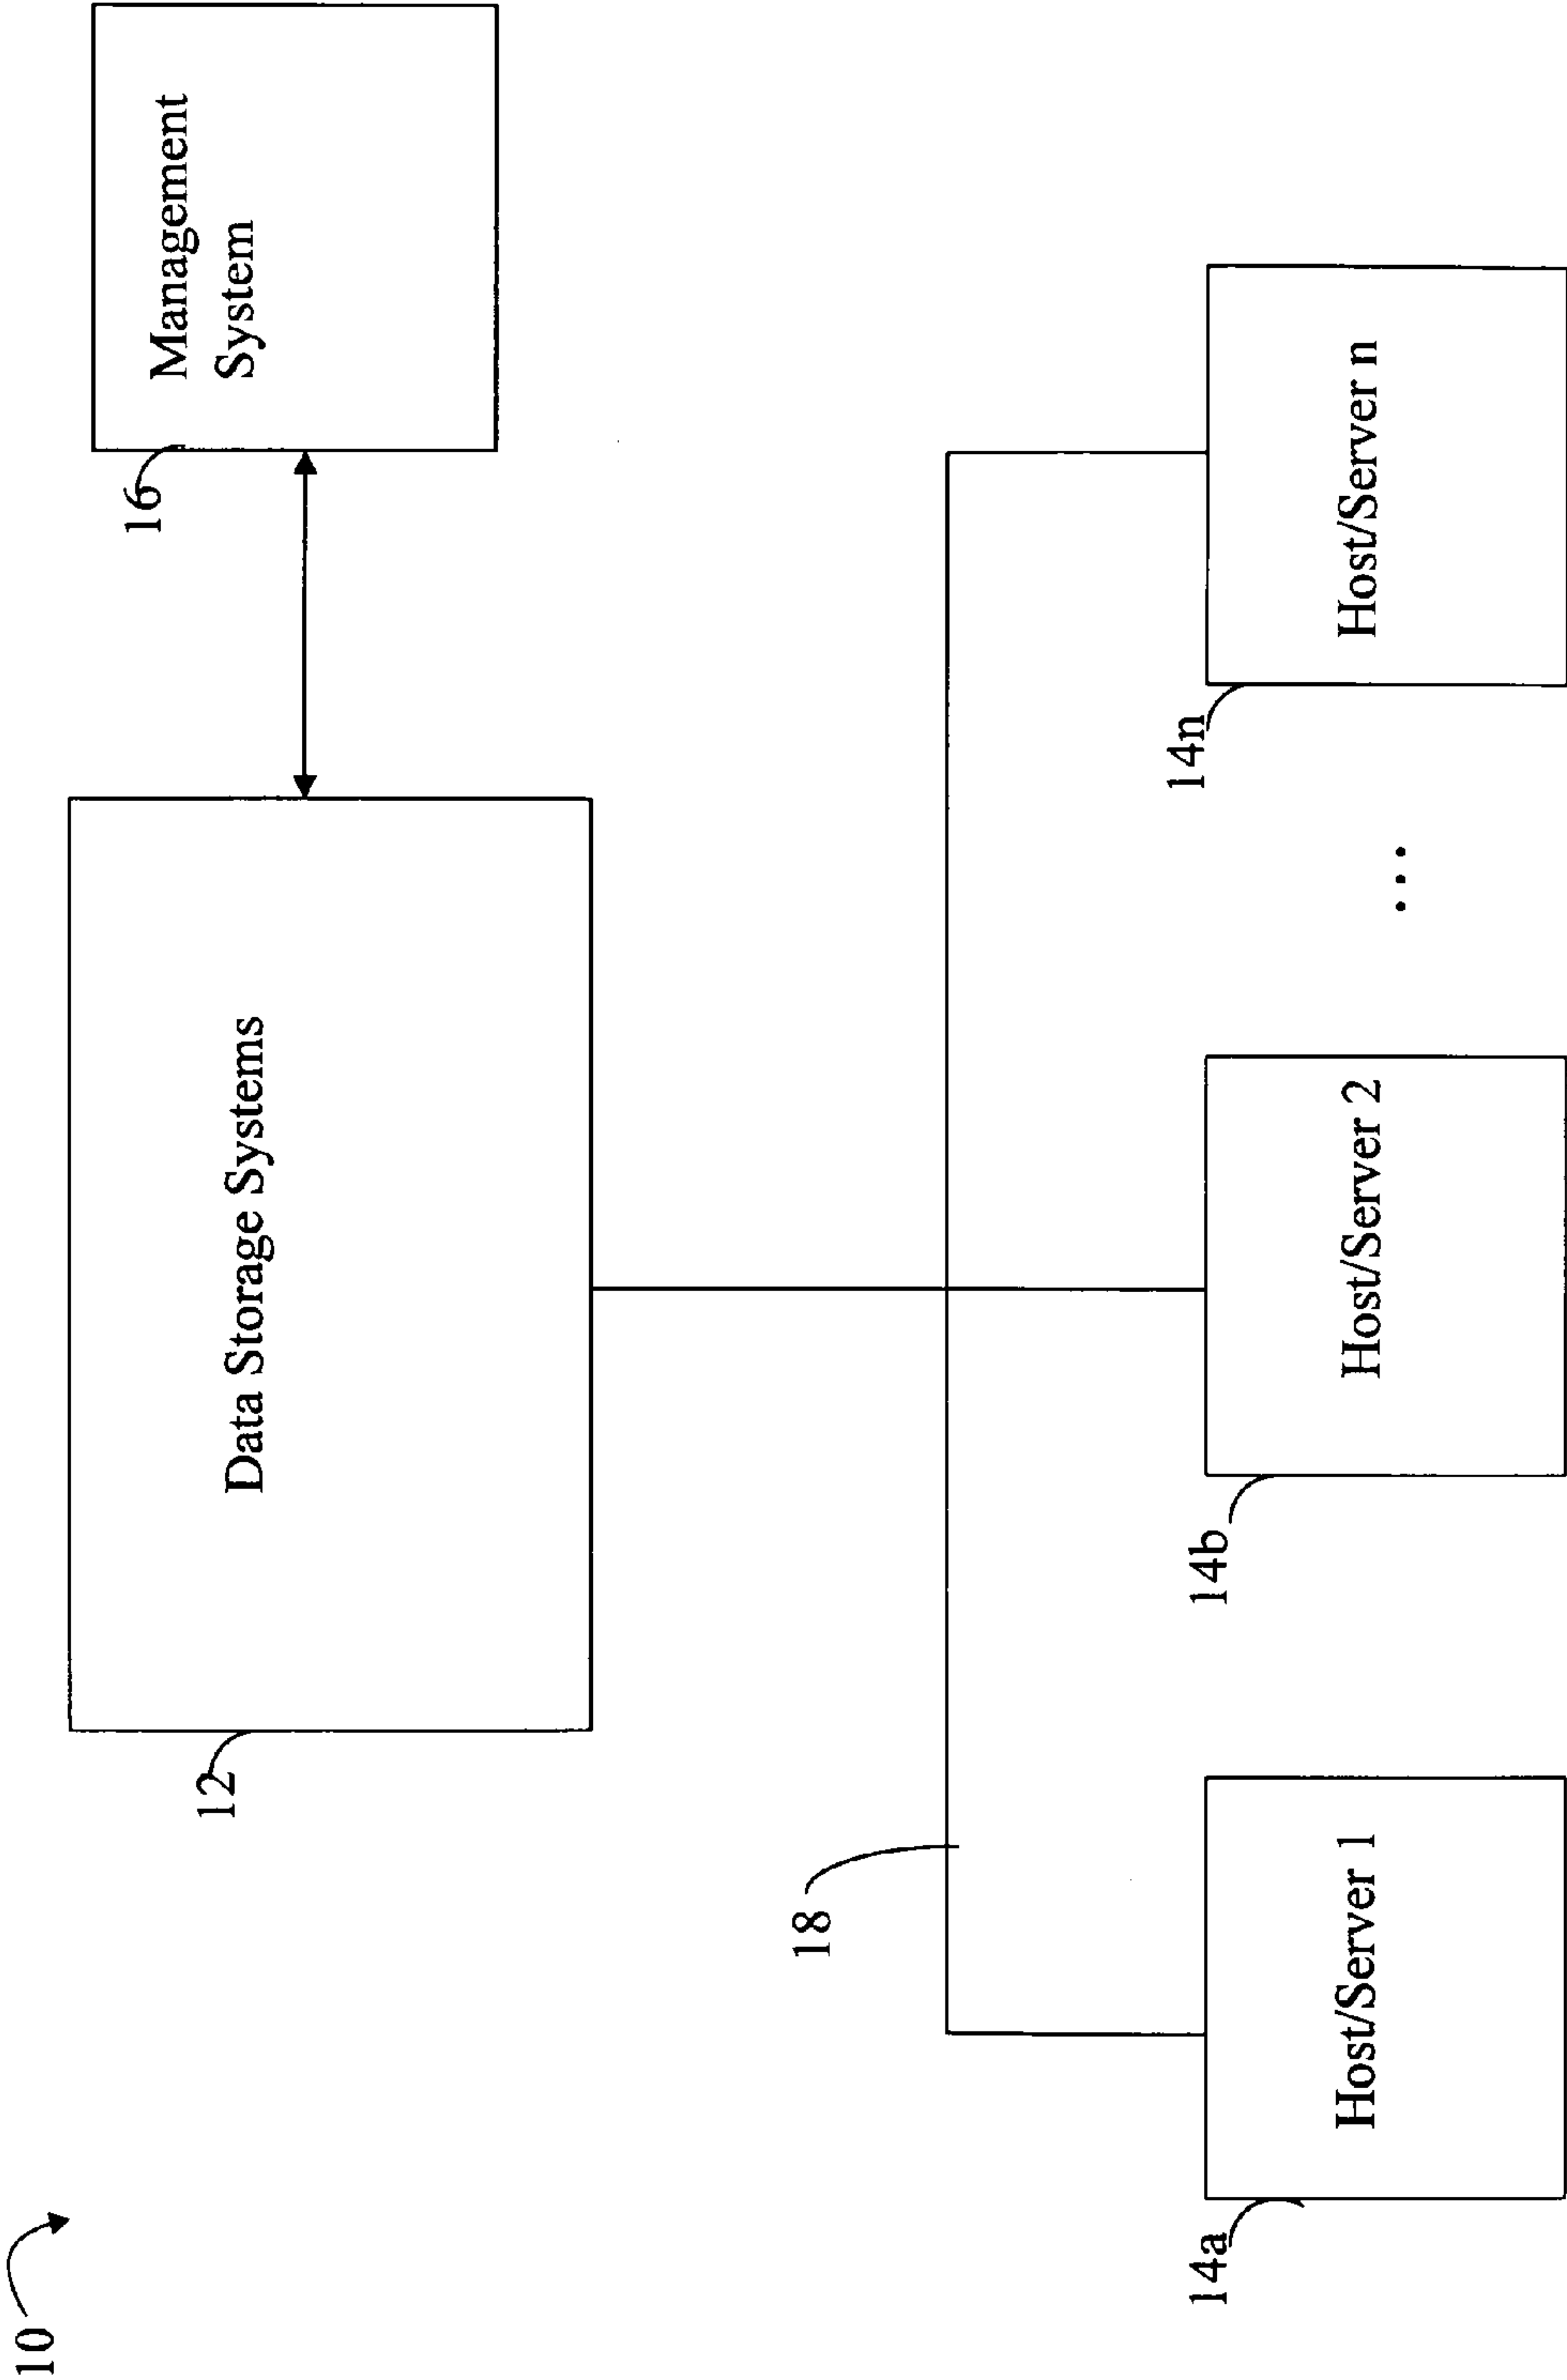 10
12
Data Storage Systems
16
Management
System
18
14a
Host/Server 1
14b
Host/Server 2
...
14n
Host/Server n